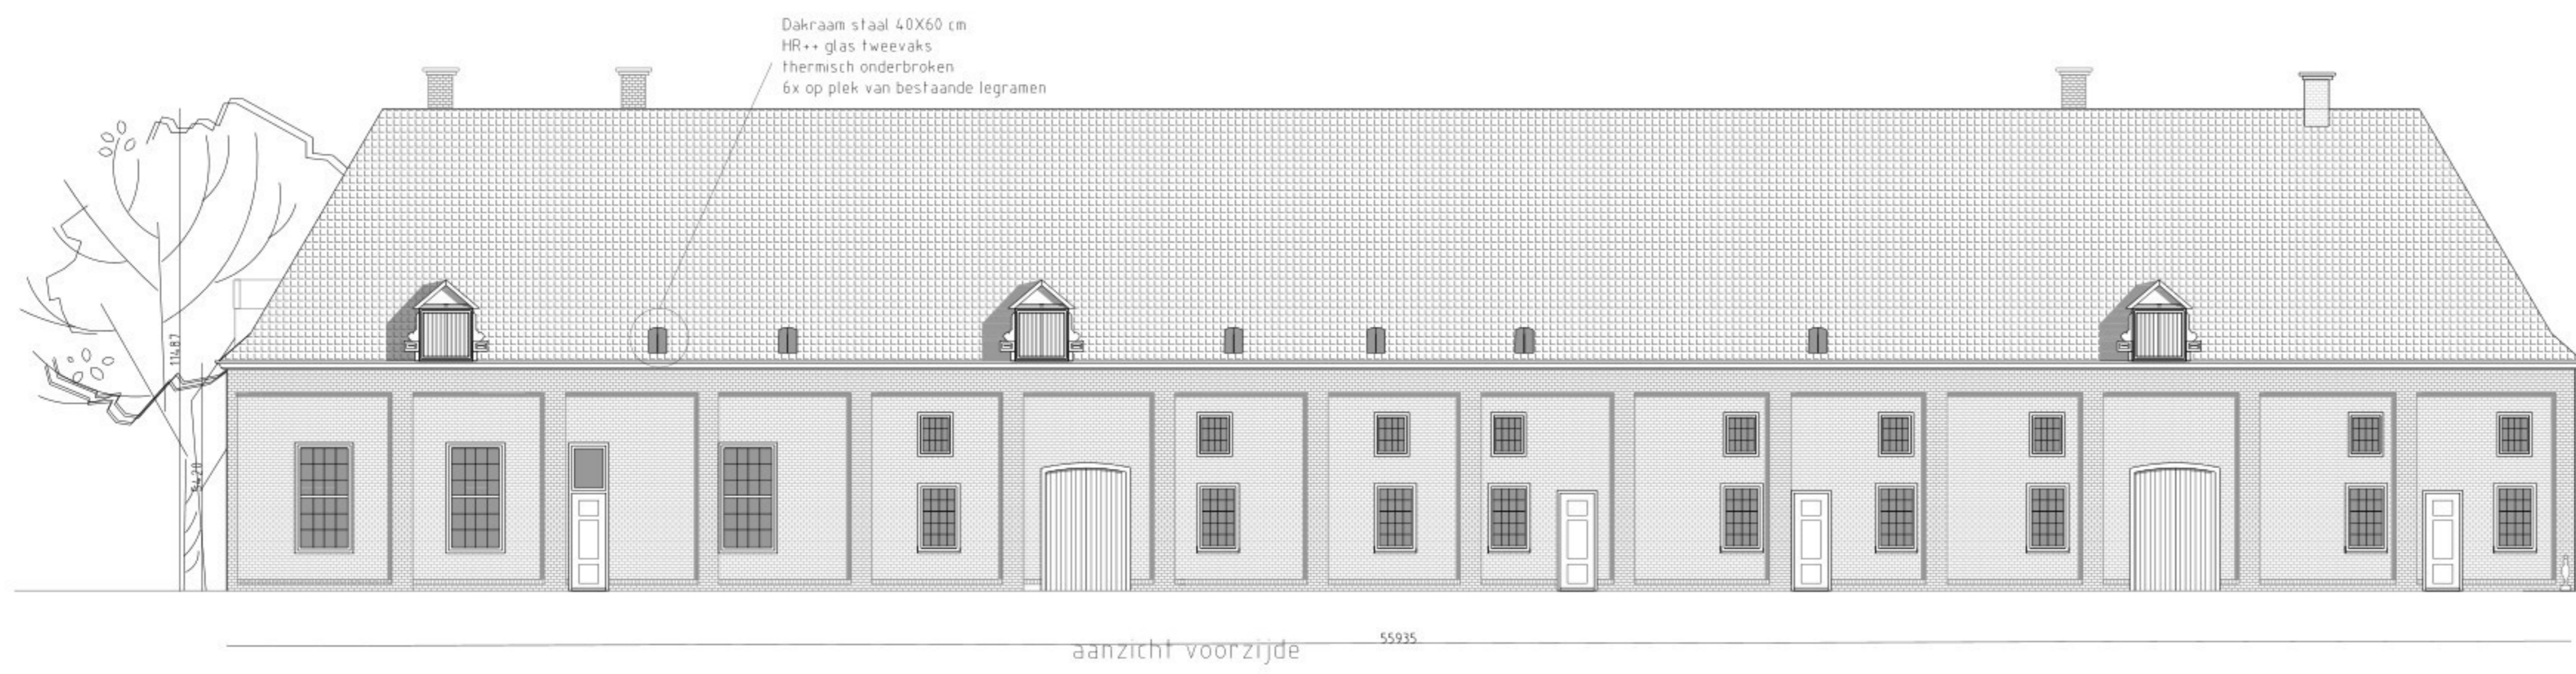 Dakraam staal 40X60 cm
HR++ glas tweevaks
thermisch onderbroken
6x op plek van bestaande legramen
11487
5420
55935
aanzicht voorzijde